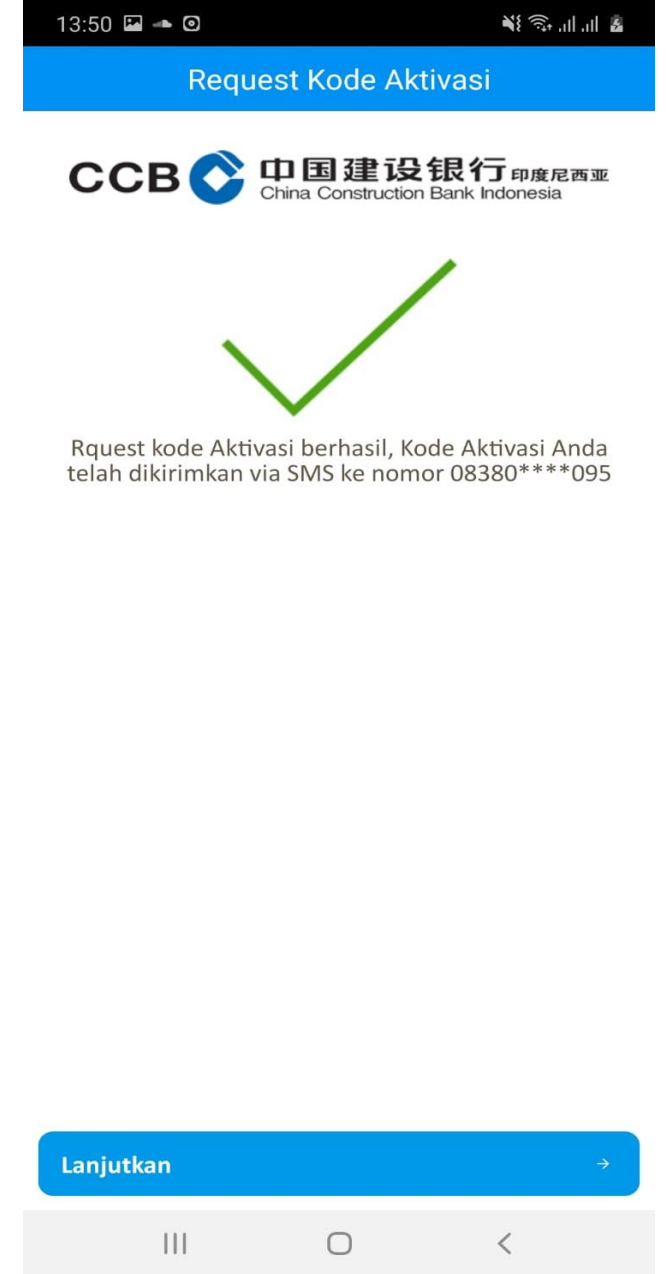 13:50
Request Kode Aktivasi
CCB 中国建设银行 印度尼西亚
China Construction Bank Indonesia
Rquest kode Aktivasi berhasil, Kode Aktivasi Anda
telah dikirimkan via SMS ke nomor 08380****095
Lanjutkan